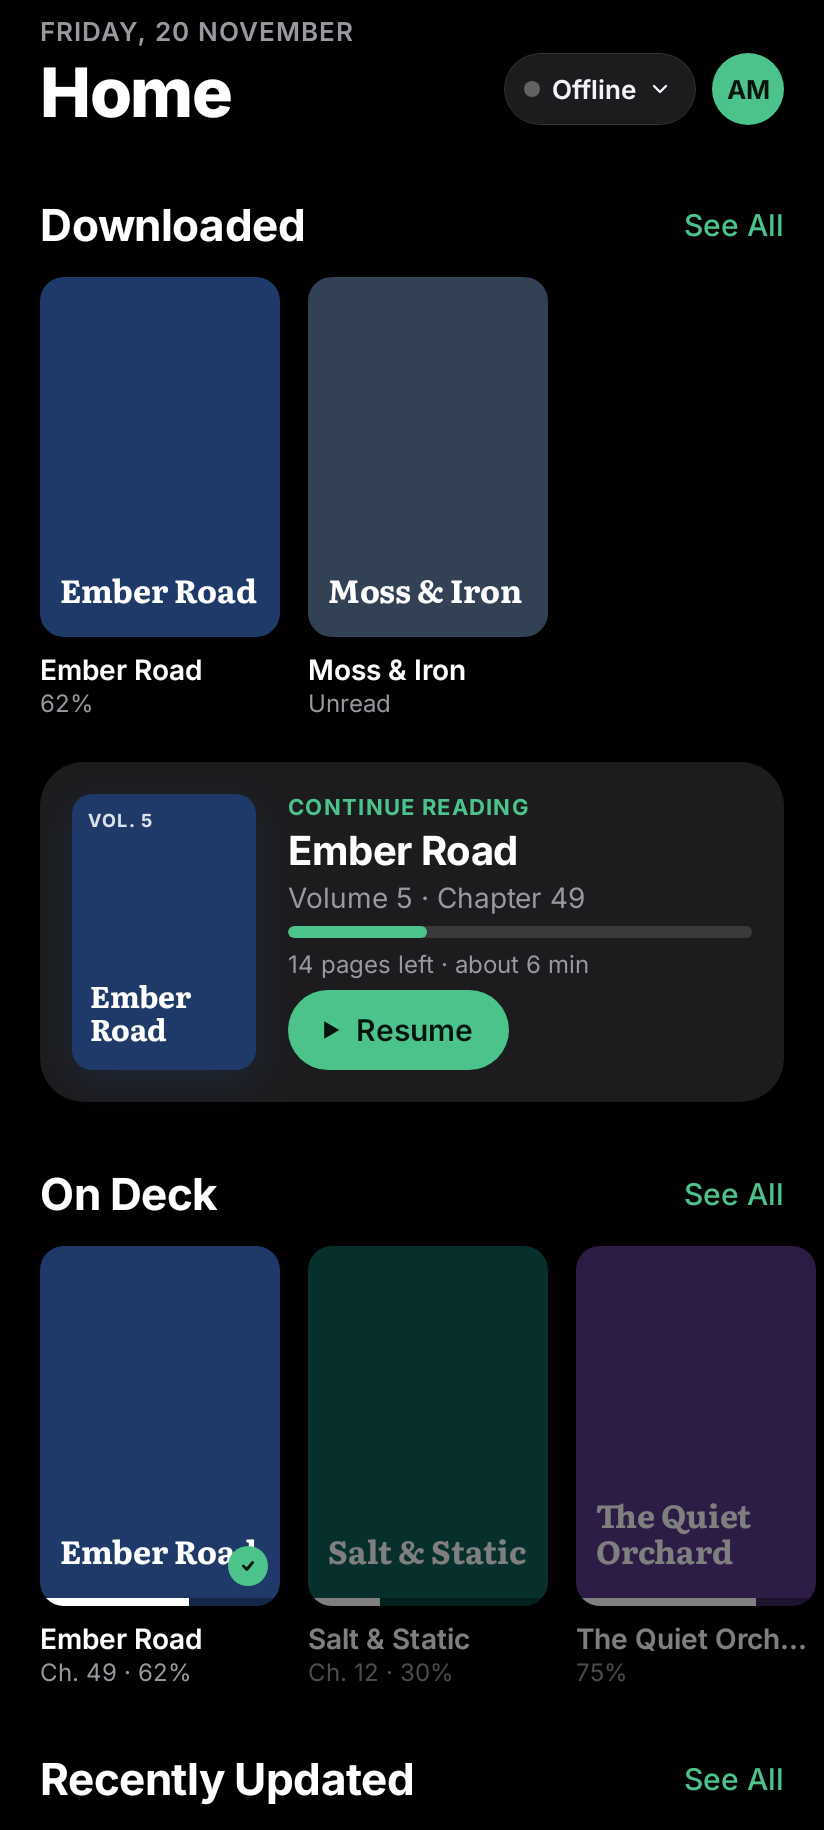 FRIDAY, 20 NOVEMBER
Home
Offline
AM
Downloaded
See All
Ember Road
Moss & Iron
Ember Road
Moss & Iron
62%
Unread
VOL. 5
Ember
Road
CONTINUE READING
Ember Road
Volume 5 · Chapter 49
14 pages left · about 6 min
Resume
On Deck
See All
Ember Road
Salt & Static
The Quiet
Orchard
Ember Road
Salt & Static
The Quiet Orch...
Ch. 49 · 62%
Ch. 12 · 30%
75%
Recently Updated
See All